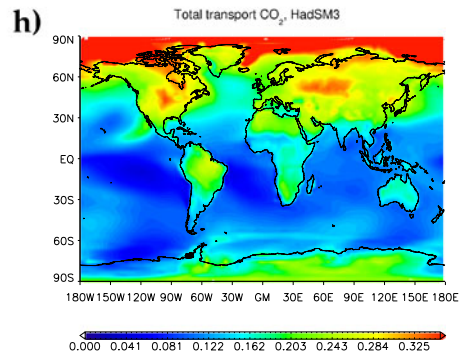 h)
Total transport CO₂, HadSM3
90N
60N
30N
EQ
30S
60S
90S
180W 150W 120W 90W 60W 30W GM 30E 60E 90E 120E 150E 180E
0.000 0.041 0.081 0.122 0.162 0.203 0.243 0.284 0.325